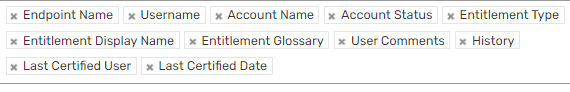 × Endpoint Name × Username × Account Name × Account Status × Entitlement Type
× Entitlement Display Name × Entitlement Glossary × User Comments × History
× Last Certified User × Last Certified Date